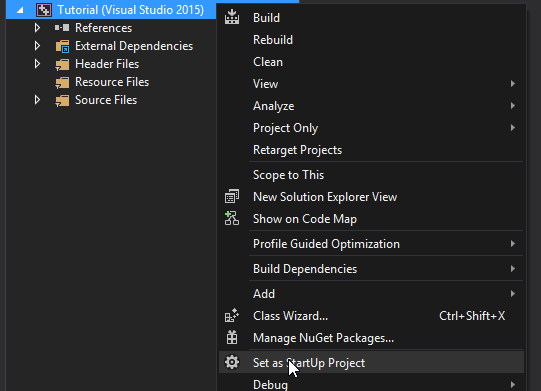 Tutorial (Visual Studio 2015)
References
External Dependencies
Header Files
Resource Files
Source Files
Build
Rebuild
Clean
View
Analyze
Project Only
Retarget Projects
Scope to This
New Solution Explorer View
Show on Code Map
Profile Guided Optimization
Build Dependencies
Add
Class Wizard... Ctrl+Shift+X
Manage NuGet Packages...
Set as StartUp Project
Debug